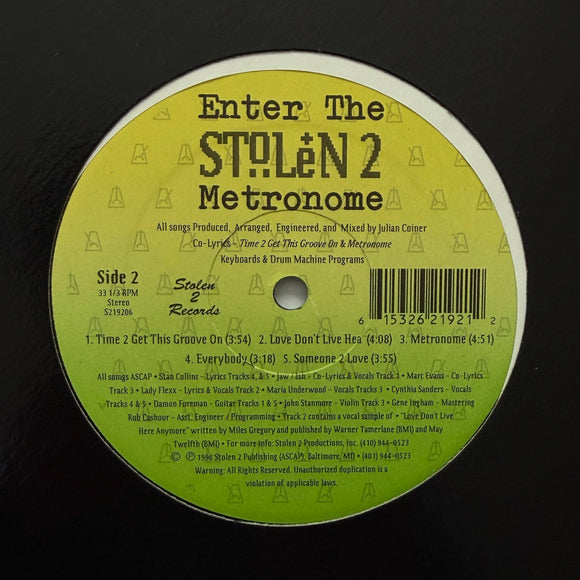 Enter The
STOLEN 2
Metronome
All songs Produced, Arranged, Engineered, and Mixed by Julian Coiner
Co-Lyrics - Time 2 Get This Groove On & Metronome
Keyboards & Drum Machine Programs
Side 2
33 1/3 RPM
Stereo
S219206
Stolen
2
Records
6 15326 21921 2
1. Time 2 Get This Groove On (3:54) 2. Love Don't Live Hea (4:08) 3. Metronome (4:51)
4. Everybody (3:18) 5. Someone 2 Love (3:55)
All songs ASCAP • Stan Collins - Lyrics Tracks 4 & 5 • Jaw / Ish - Co-Lyrics & Vocals Track 1 • Marc Evans - Co-Lyrics
Track 3 • Lady Flexx - Lyrics & Vocals Track 2 • Maria Underwood - Vocals Tracks 3 • Cynthia Sanders - Vocals
Tracks 4 & 5 • Damon Foreman - Guitar Tracks 1 & 5 • John Stanmore - Violin Track 3 • Gene Ingham - Mastering
Rob Cushour - Asst. Engineer / Programming • Track 2 contains a vocal simple of • "Love Don't Live
Here Anymore" written by Miles Gregory and published by Warner Tamerlane (BMI) and May
Twelfth (BMI) • For more info: Stolen 2 Productions, Inc. (410) 944-0523
© ℗ 1996 Stolen 2 Publishing (ASCAP), Baltimore, MD • (401) 944-0523
Warning: All Rights Reserved. Unauthorized duplication is a
violation of applicable laws.